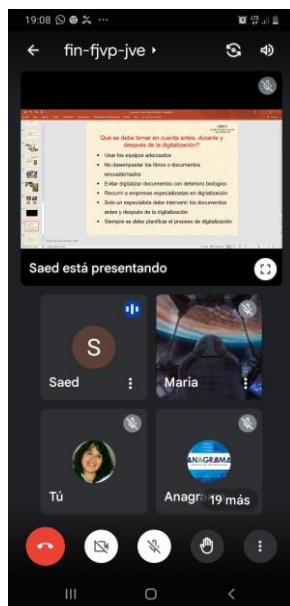 19:08
fin-fjvp-jve
Qué se debe tomar en cuenta antes, durante y
después de la digitalización?
• Usar los equipos adecuados
• No desempastar los libros o documentos
encuadernados
• Evitar digitalizar documentos con deterioro biológico
• Recurrir a empresas especializadas en digitalización
• Solo un especialista debe intervenir los documentos
antes y después de la digitalización
• Siempre se debe planificar el proceso de digitalización
Saed está presentando
S
Saed
Maria
ANAGRAMA
Tú
19 más